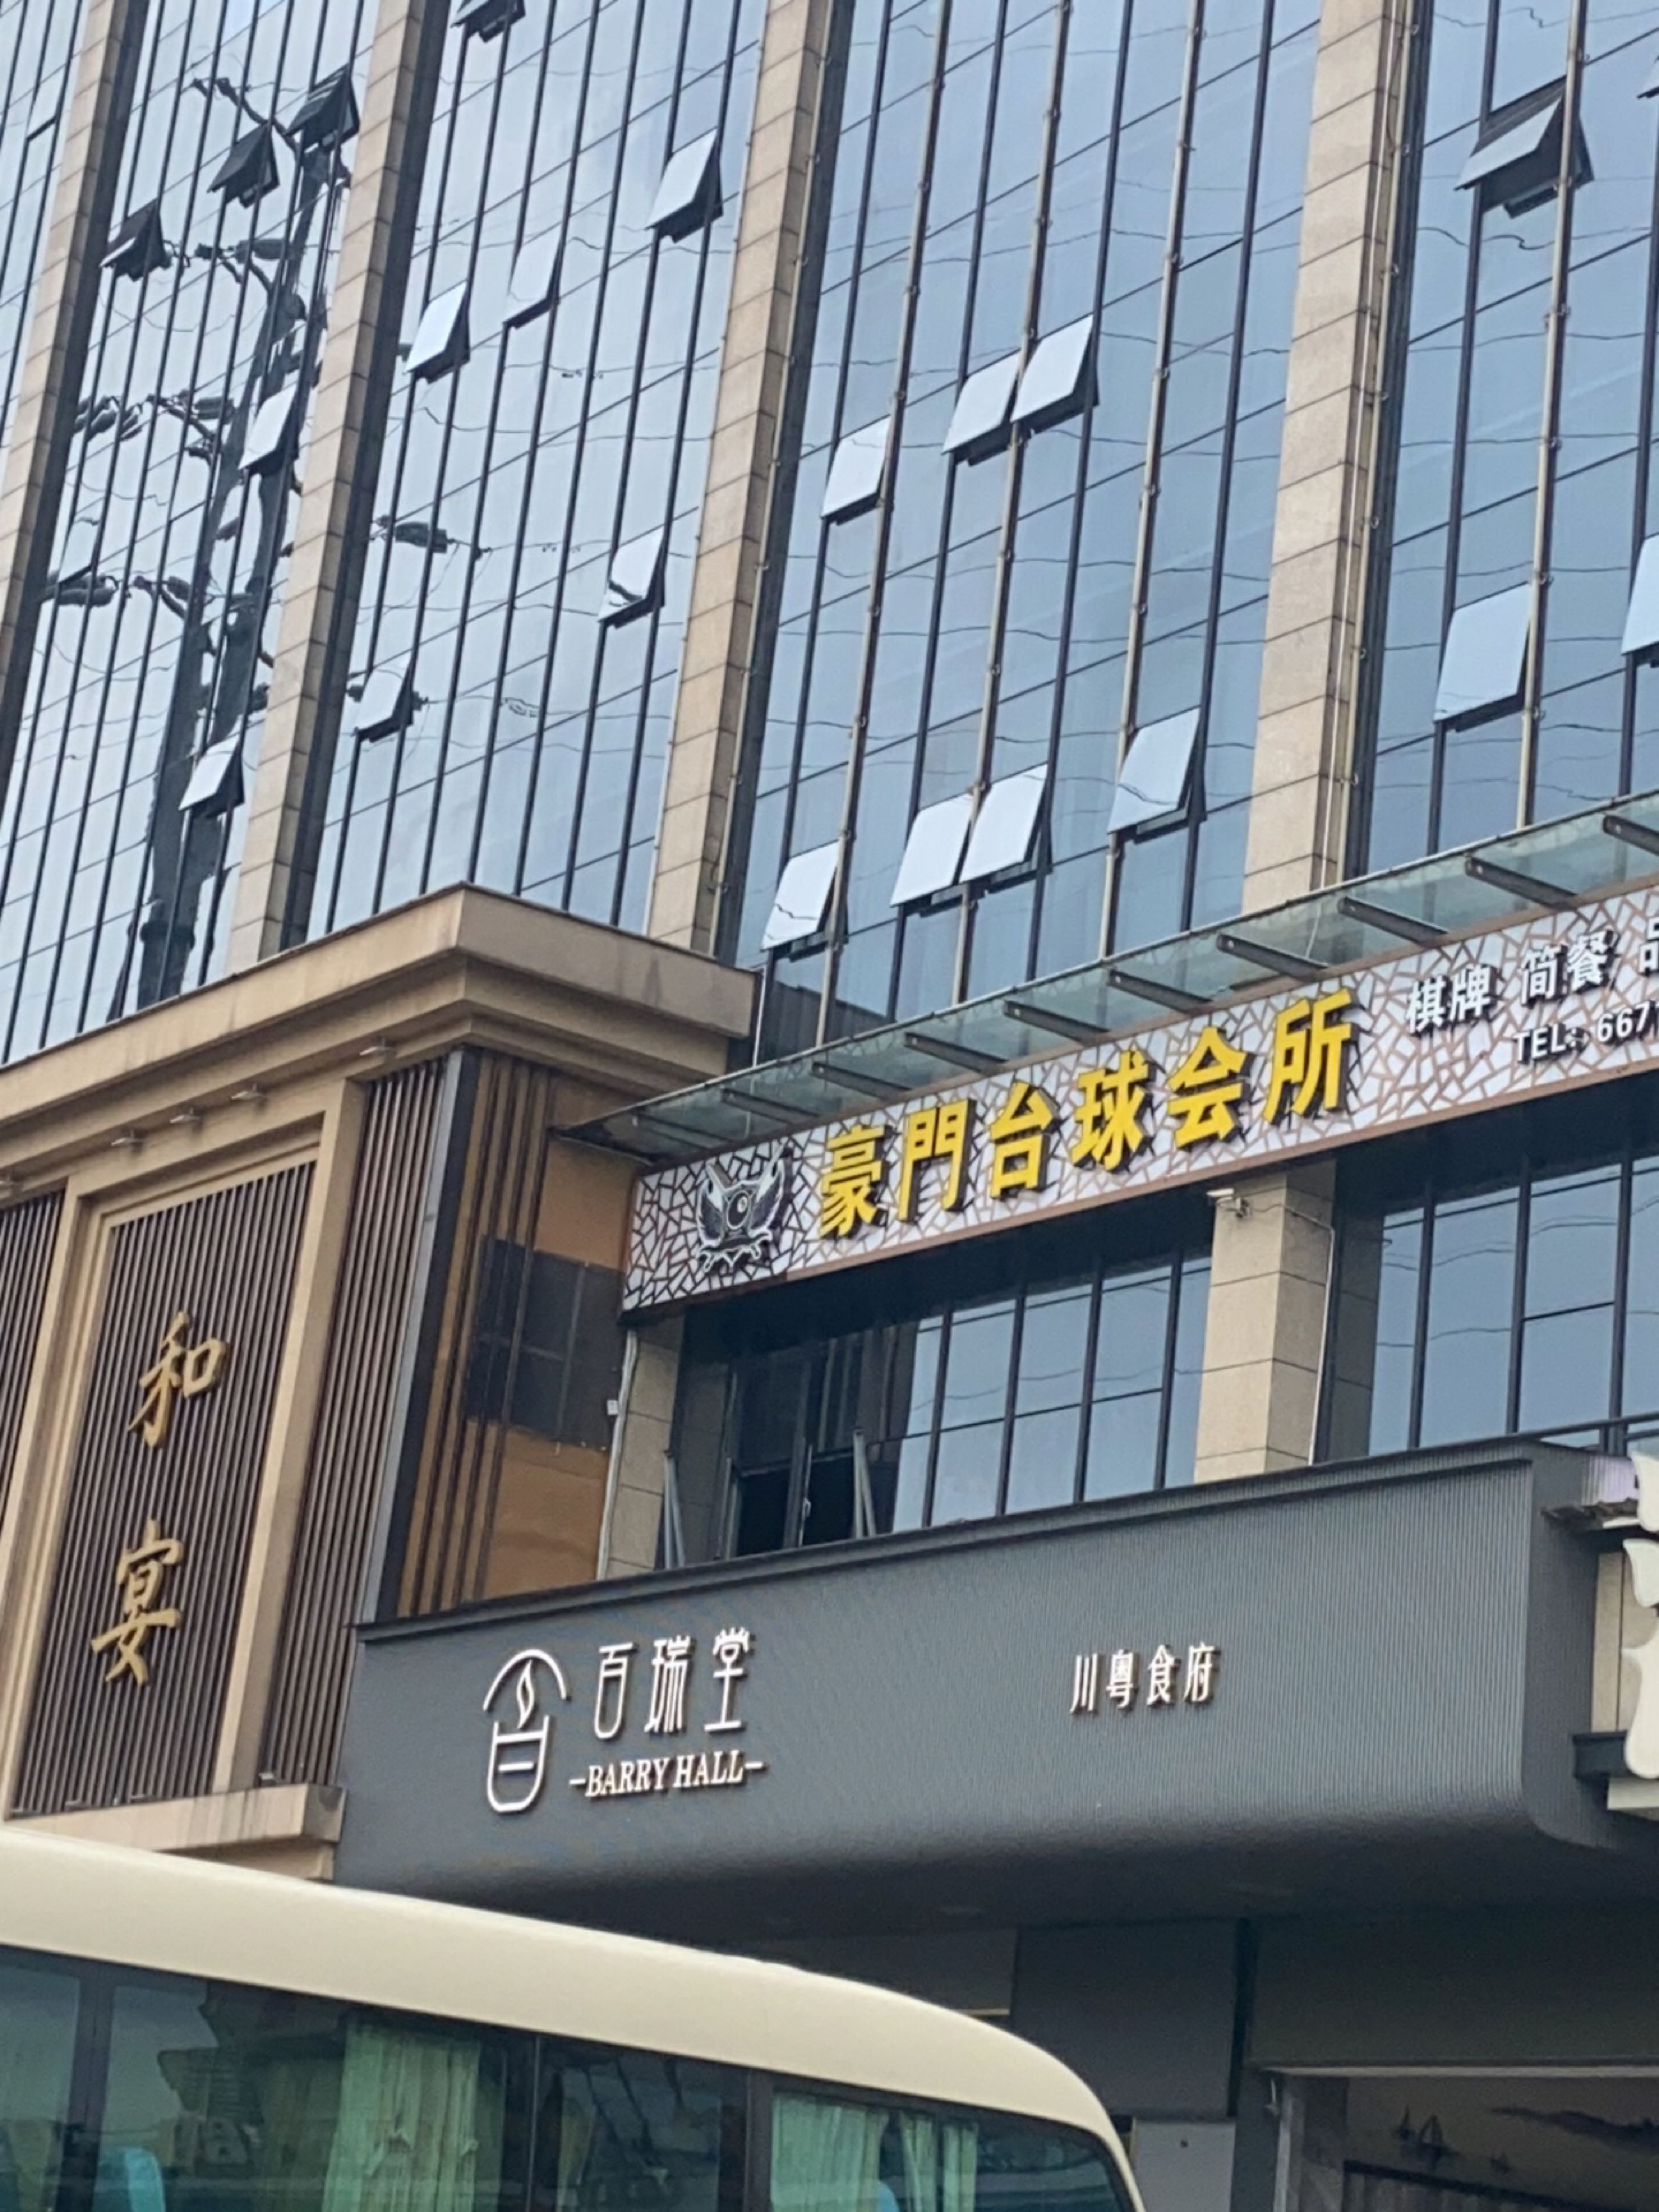 豪門台球会所
棋牌 简餐 品
TEL: 667
和
宴
百瑞堂
-BARRY HALL-
川粤食府